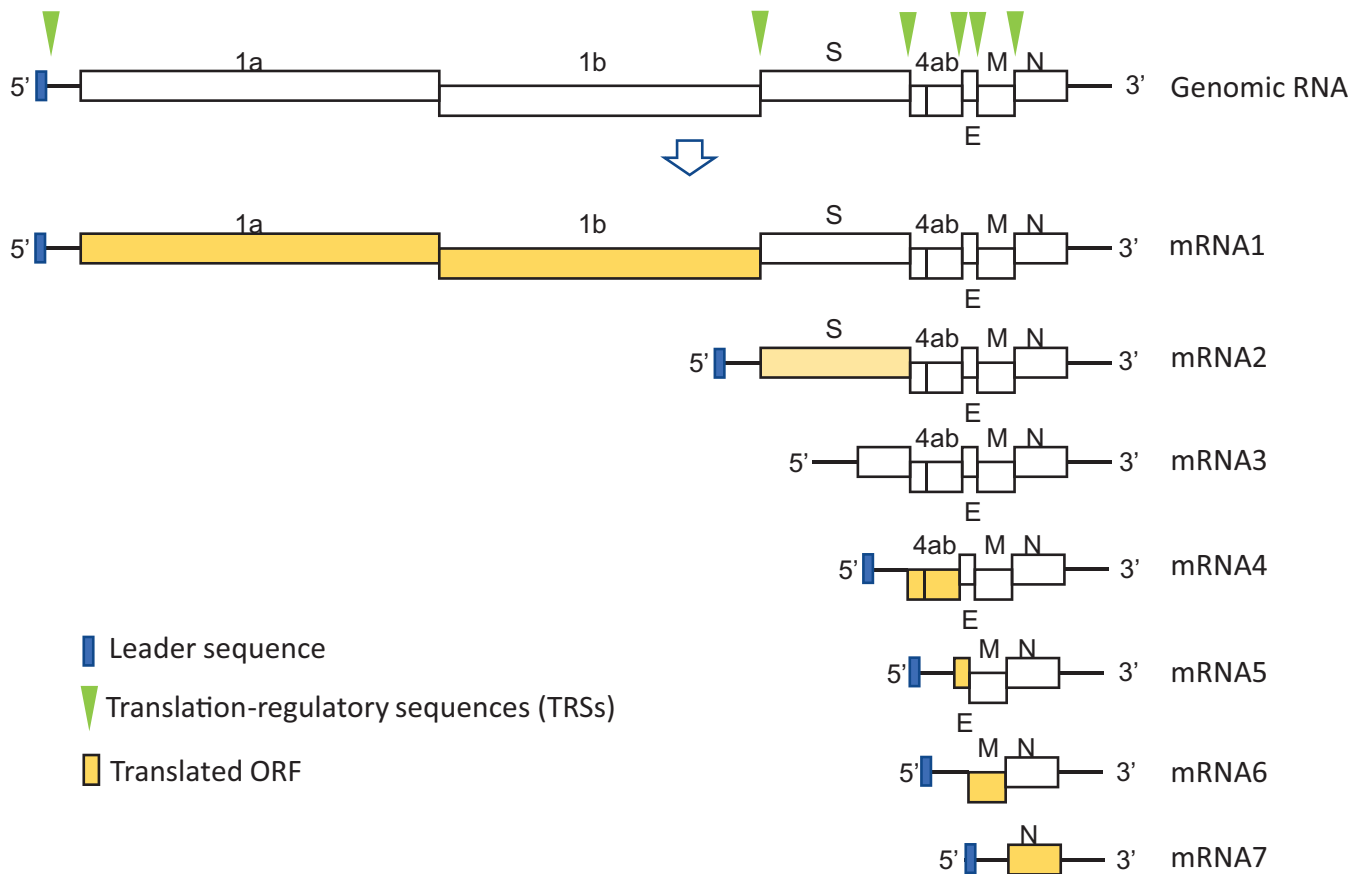 1a 1b S 4ab M N
5’ 3’ Genomic RNA
E
1a 1b S 4ab M N
5’ 3’ mRNA1
E
S 4ab M N
5’ 3’ mRNA2
E
4ab M N
5’ 3’ mRNA3
E
4ab M N
5’ 3’ mRNA4
E
M N
5’ 3’ mRNA5
E
M N
5’ 3’ mRNA6
N
5’ 3’ mRNA7
Leader sequence
Translation-regulatory sequences (TRSs)
Translated ORF